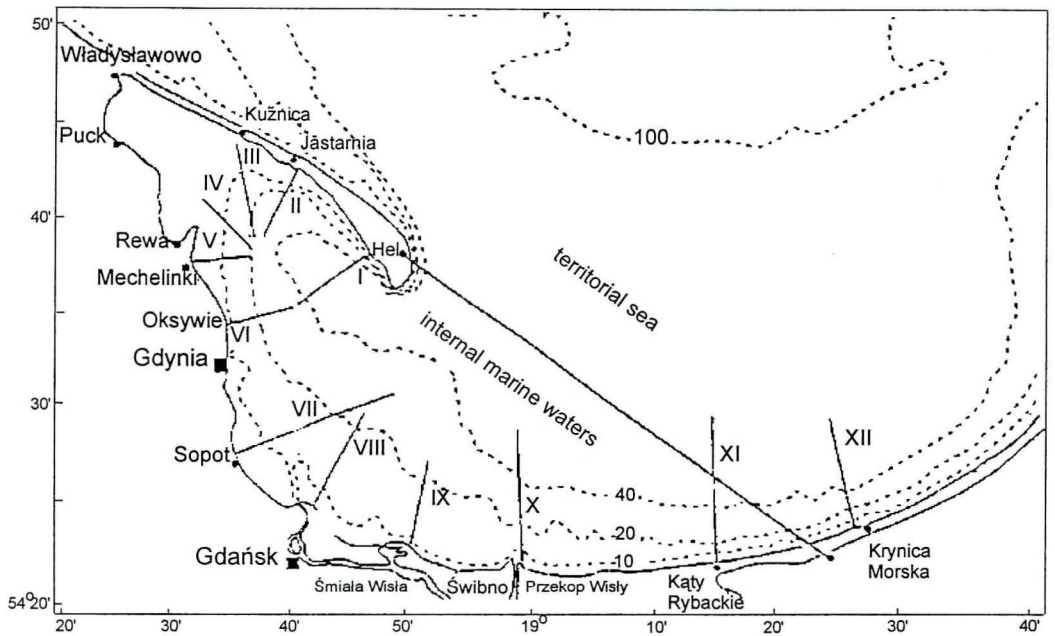 50'
Władysławowo
Kużnica
Puck
Jastarnia
100
III
IV
II
I
40'
Rewa
V
Hel
Mechelinki
I
territorial sea
Oksywie
VI
internal marine waters
Gdynia
30'
VII
XI
XII
Sopot
VIII
IX
X
40
20
10
Gdańsk
Krynica
Morska
Śmiała Wisła
Świbno
Przekop Wisły
Kąty
Rybackie
54°20'
20'
30'
40'
50'
19°
10'
20'
30'
40'